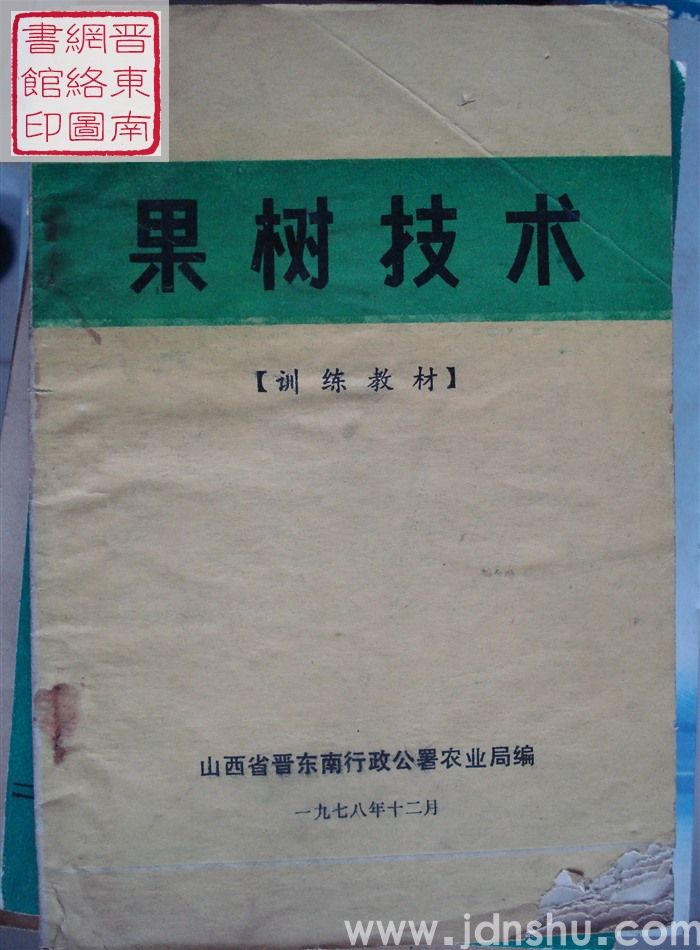 晋東南
網絡圖
書館印
果树技术
【训练教材】
山西省晋东南行政公署农业局编
一九七八年十二月
www.jdnshu.com